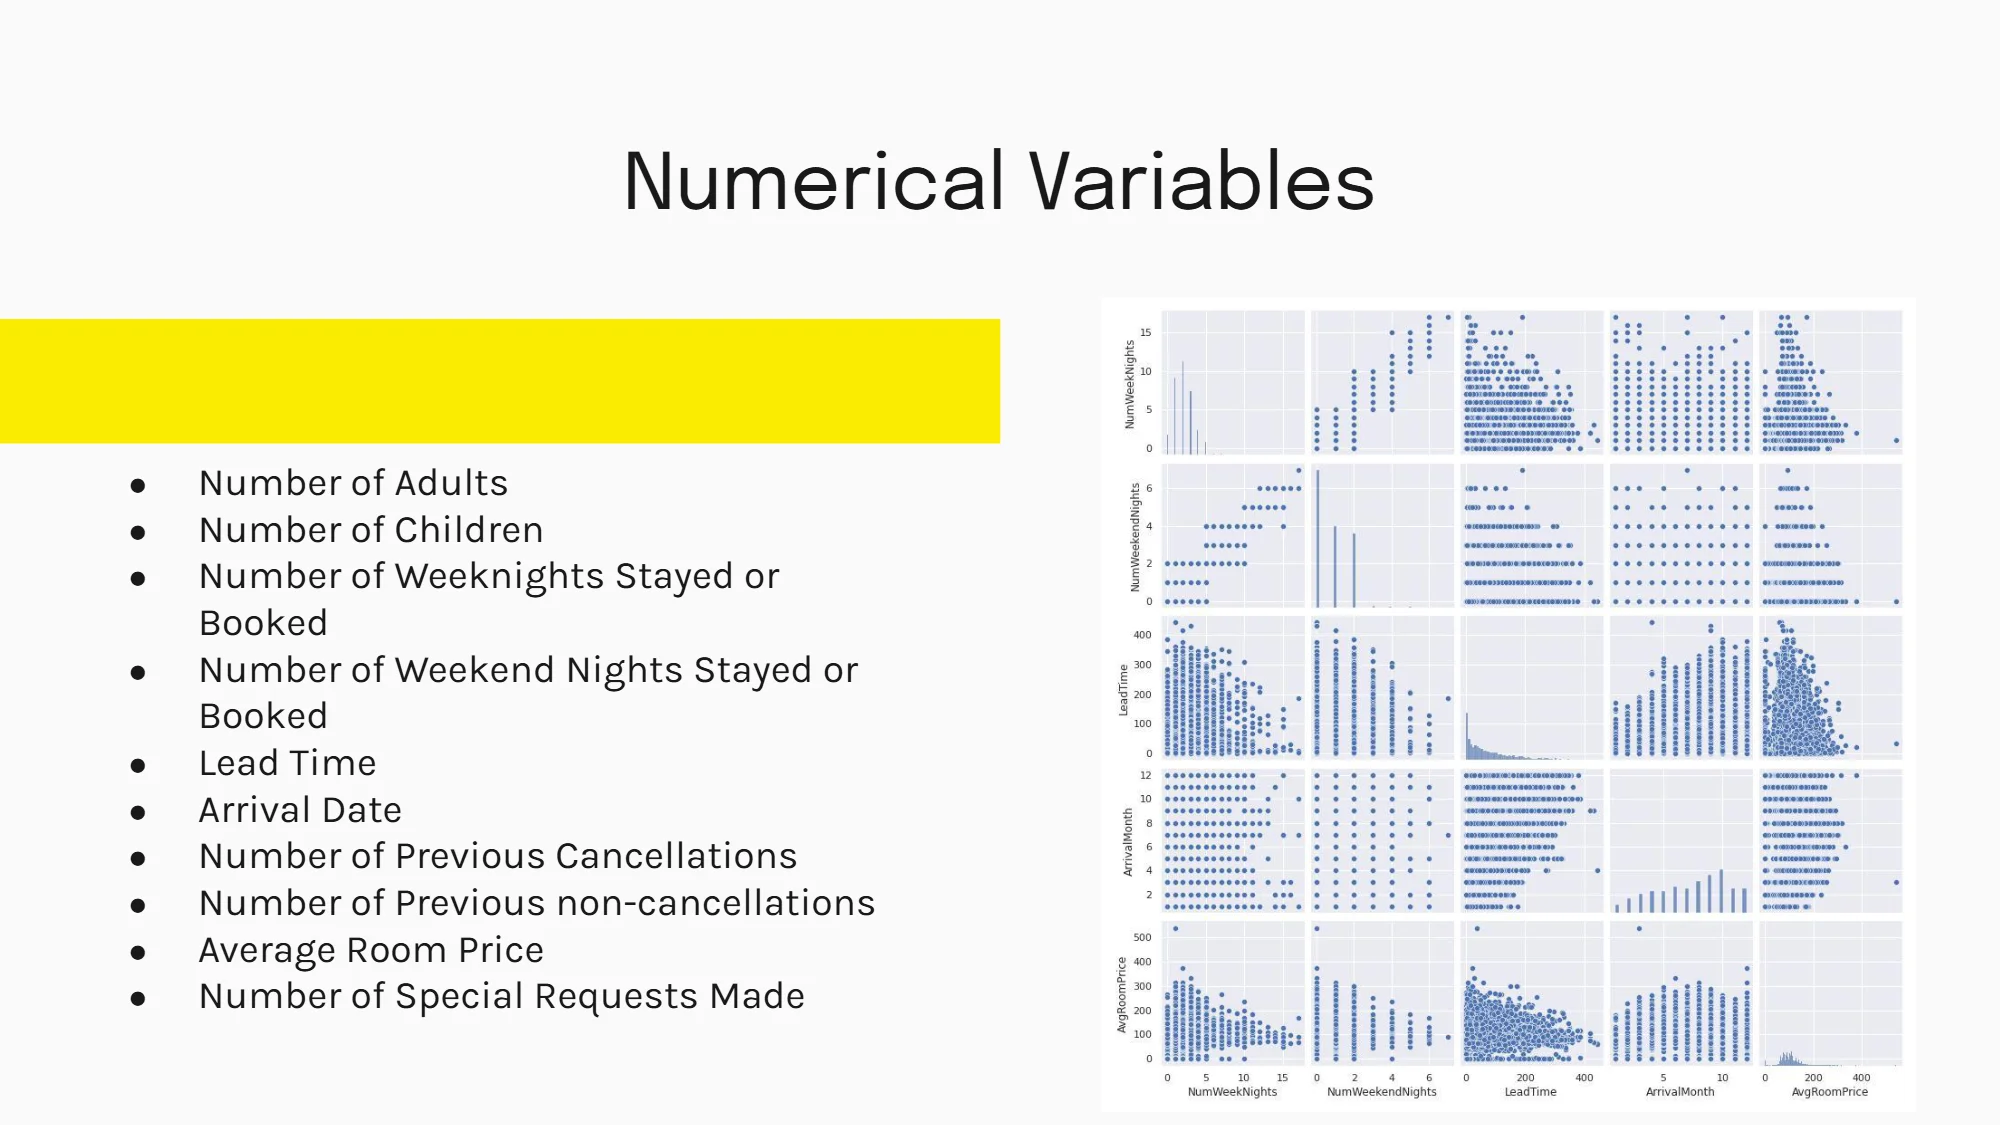 Numerical Variables
● Number of Adults
● Number of Children
● Number of Weeknights Stayed or
Booked
● Number of Weekend Nights Stayed or
Booked
● Lead Time
● Arrival Date
● Number of Previous Cancellations
● Number of Previous non-cancellations
● Average Room Price
● Number of Special Requests Made
NumWeekNights
15
10
5
0
NumWeekendNights
6
4
2
0
LeadTime
400
300
200
100
0
ArrivalMonth
12
10
8
6
4
2
AvgRoomPrice
500
400
300
200
100
0
0 5 10 15 0 2 4 6 0 200 400 5 10 0 200 400
NumWeekNights NumWeekendNights LeadTime ArrivalMonth AvgRoomPrice